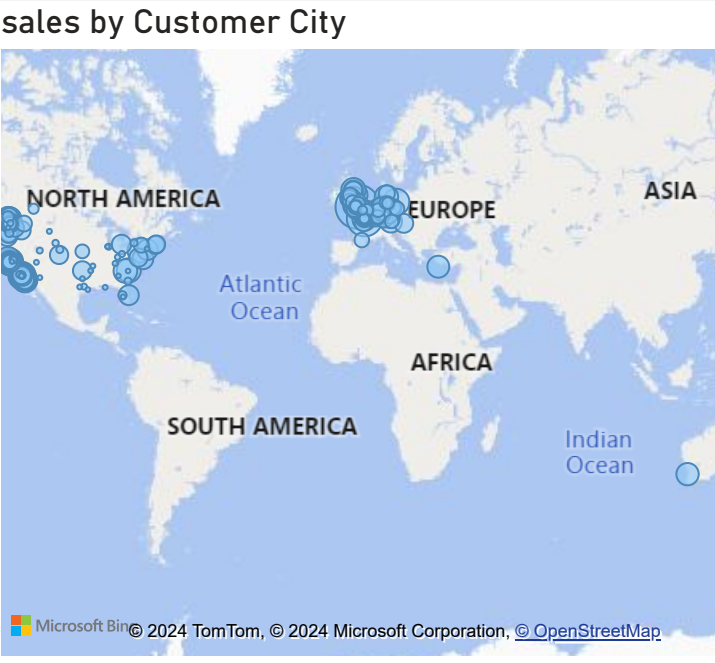 sales by Customer City
NORTH AMERICA
EUROPE
ASIA
Atlantic
Ocean
AFRICA
SOUTH AMERICA
Indian
Ocean
Microsoft Bin
© 2024 TomTom, © 2024 Microsoft Corporation, © OpenStreetMap